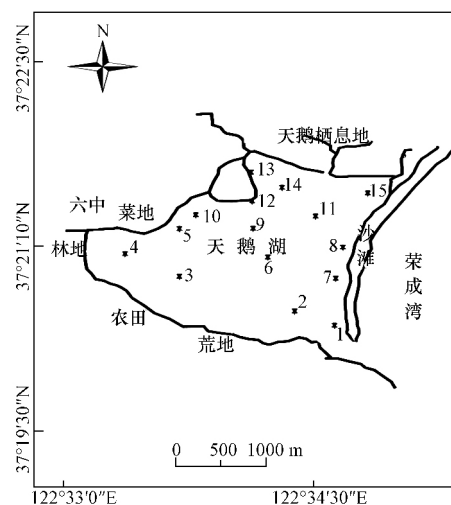 N
37°22′30″N
天鹅栖息地
13
14
15
12
六中
菜地
10
11
37°21′10″N
林地
5
9
天鹅湖
8
沙滩
4
6
荣成湾
3
7
农田
2
荒地
1
37°19′30″N
0 500 1000 m
122°33′0″E
122°34′30″E